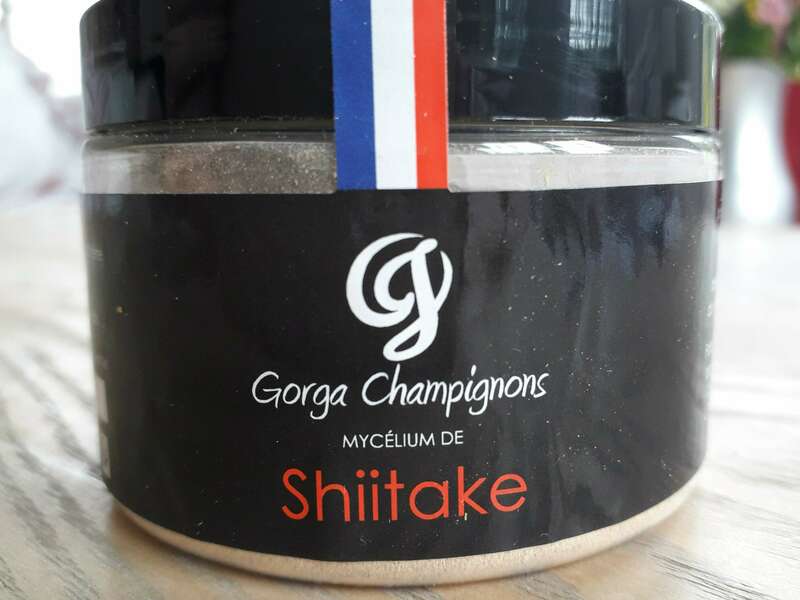 G
Gorga Champignons
MYCÉLIUM DE
Shiitake